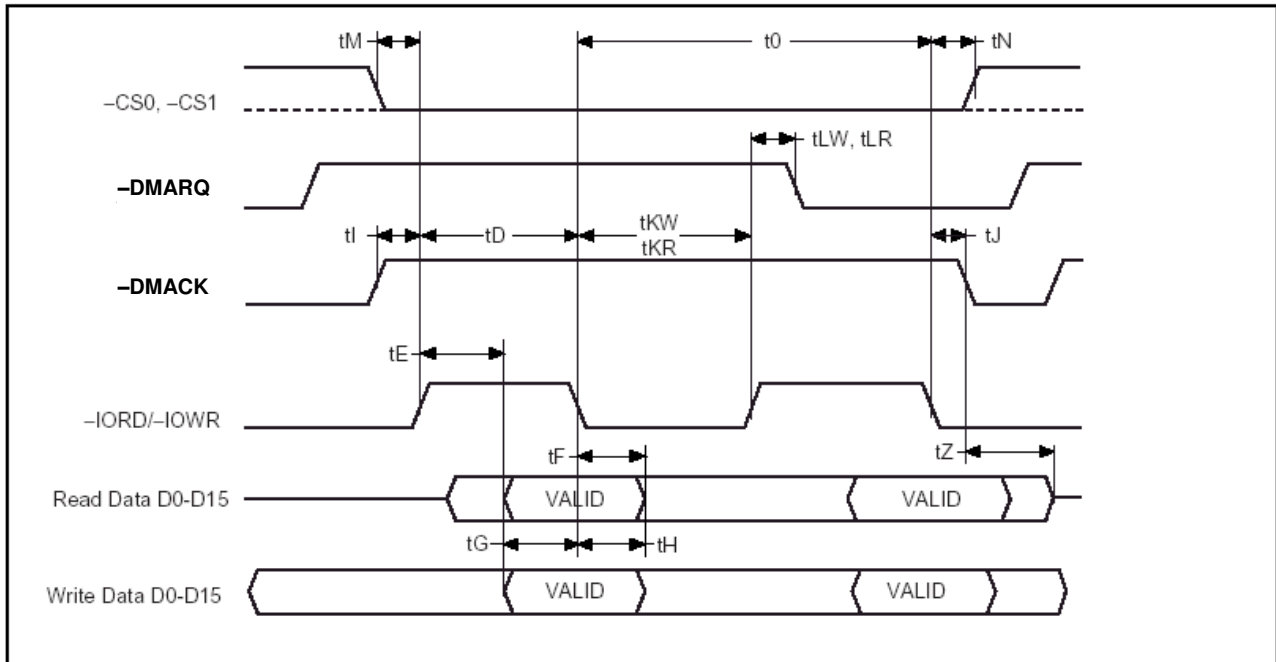 tM
t0
tN
–CS0, –CS1
tLW, tLR
–DMARQ
tKW
tI
tD
tKR
tJ
–DMACK
tE
–IORD/–IOWR
tF
tZ
Read Data D0-D15
VALID
VALID
tG
tH
Write Data D0-D15
VALID
VALID